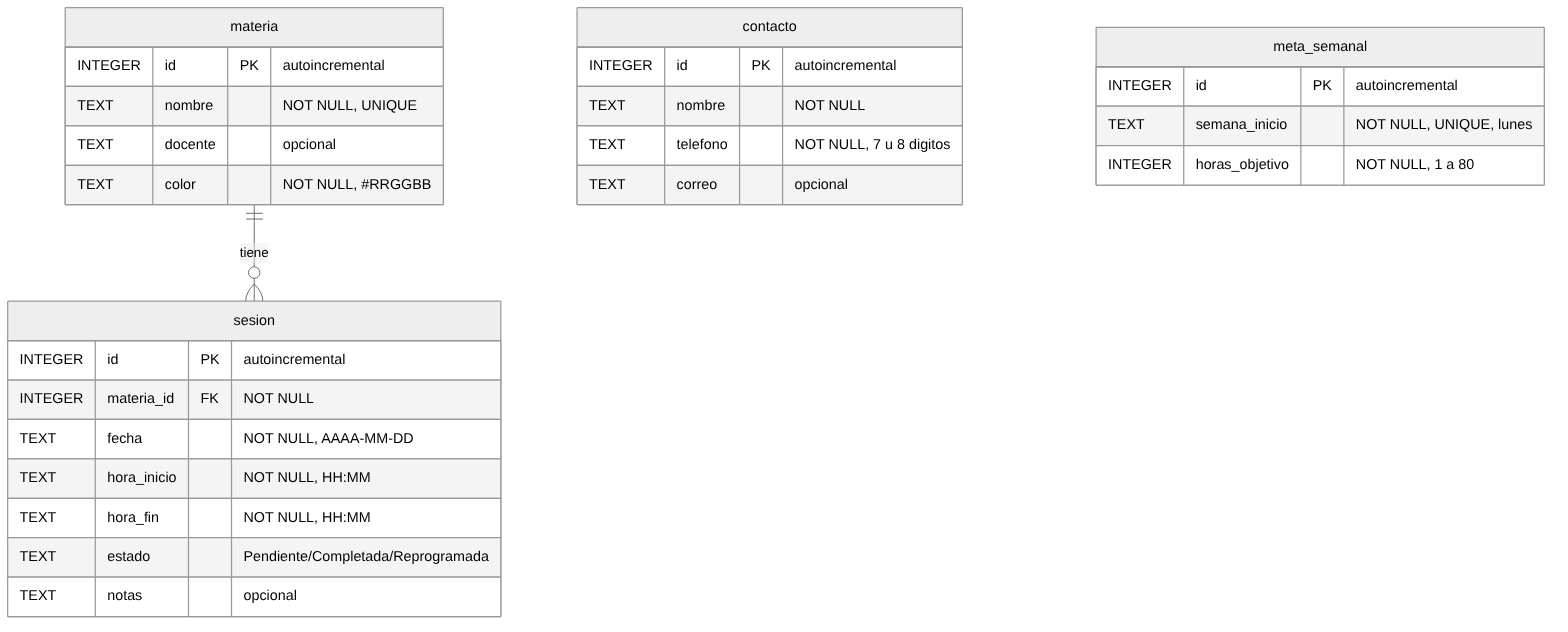 materia
INTEGER id PK autoincremental
TEXT nombre NOT NULL, UNIQUE
TEXT docente opcional
TEXT color NOT NULL, #RRGGBB
contacto
INTEGER id PK autoincremental
TEXT nombre NOT NULL
TEXT telefono NOT NULL, 7 u 8 digitos
TEXT correo opcional
meta_semanal
INTEGER id PK autoincremental
TEXT semana_inicio NOT NULL, UNIQUE, lunes
INTEGER horas_objetivo NOT NULL, 1 a 80
tiene
sesion
INTEGER id PK autoincremental
INTEGER materia_id FK NOT NULL
TEXT fecha NOT NULL, AAAA-MM-DD
TEXT hora_inicio NOT NULL, HH:MM
TEXT hora_fin NOT NULL, HH:MM
TEXT estado Pendiente/Completada/Reprogramada
TEXT notas opcional